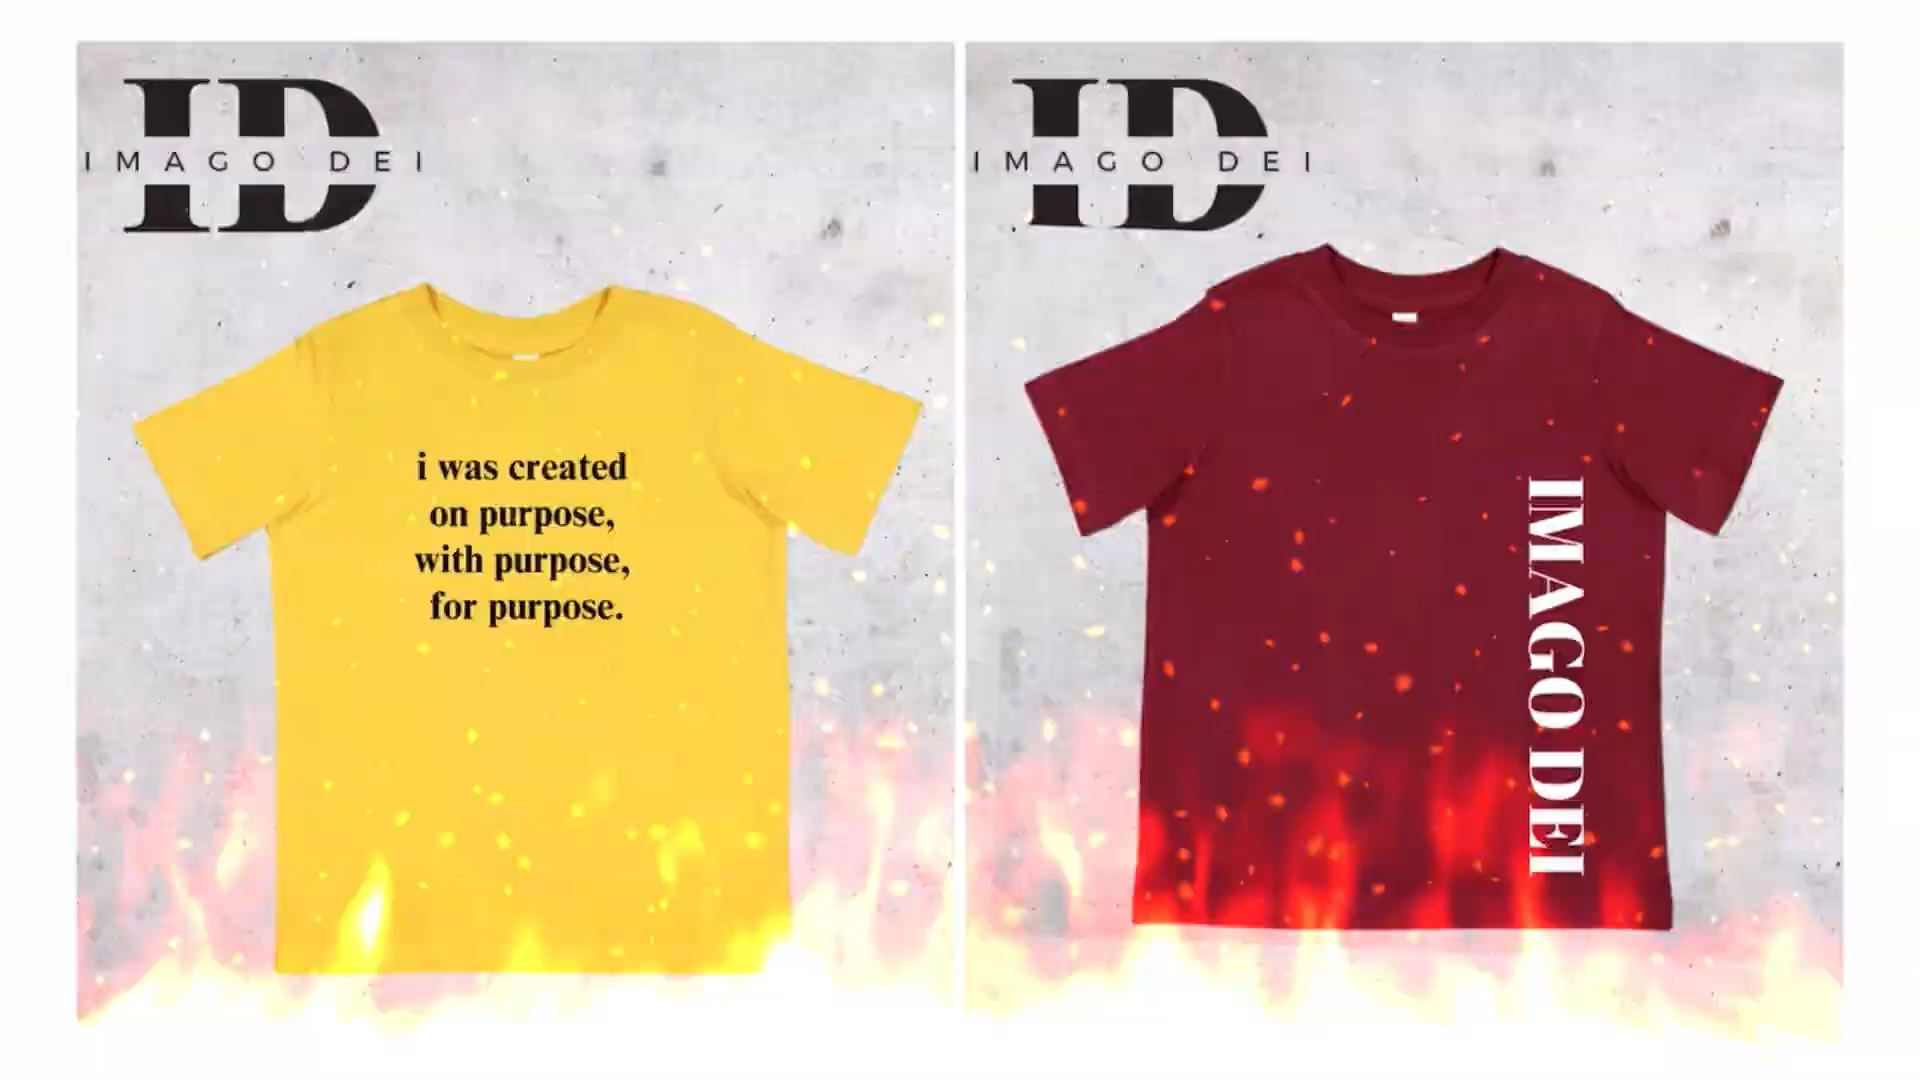 ID
IMAGO DEI
i was created
on purpose,
with purpose,
for purpose.
ID
IMAGO DEI
IMAGO DEI